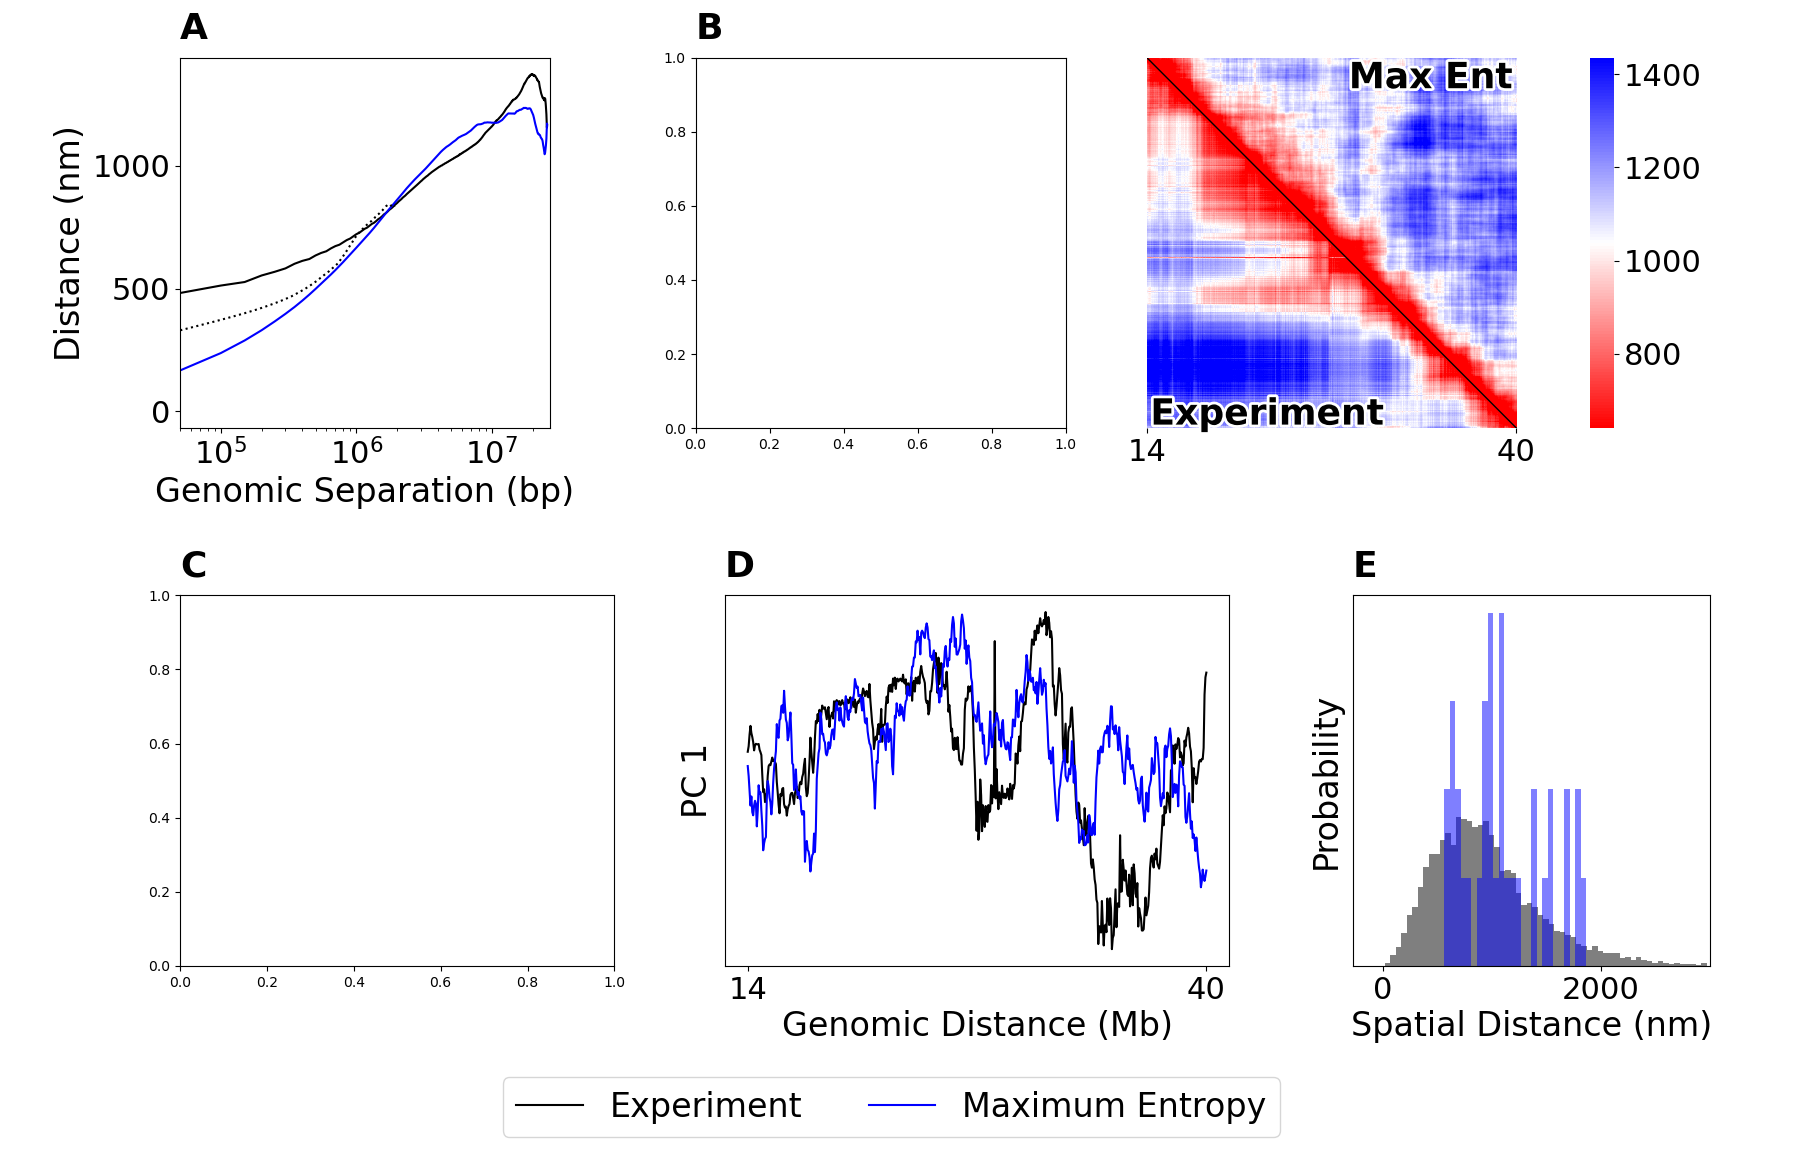 A
B
Distance (nm)
1000
500
0
10^5 10^6 10^7
Genomic Separation (bp)
1.0
0.8
0.6
0.4
0.2
0.0
0.0 0.2 0.4 0.6 0.8 1.0
Max Ent
Experiment
14 40
1400
1200
1000
800
C
D
E
1.0
0.8
0.6
0.4
0.2
0.0
0.0 0.2 0.4 0.6 0.8 1.0
PC 1
14 40
Genomic Distance (Mb)
Probability
0 2000
Spatial Distance (nm)
Experiment Maximum Entropy